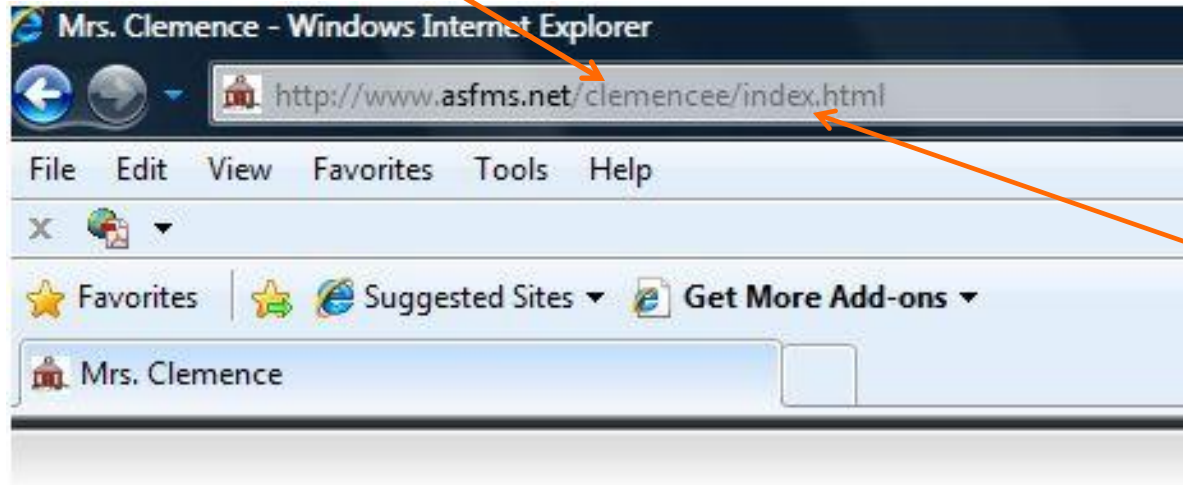 Mrs. Clemence - Windows Internet Explorer
http://www.asfms.net/clemencee/index.html
File Edit View Favorites Tools Help
x
Favorites Suggested Sites Get More Add-ons
Mrs. Clemence